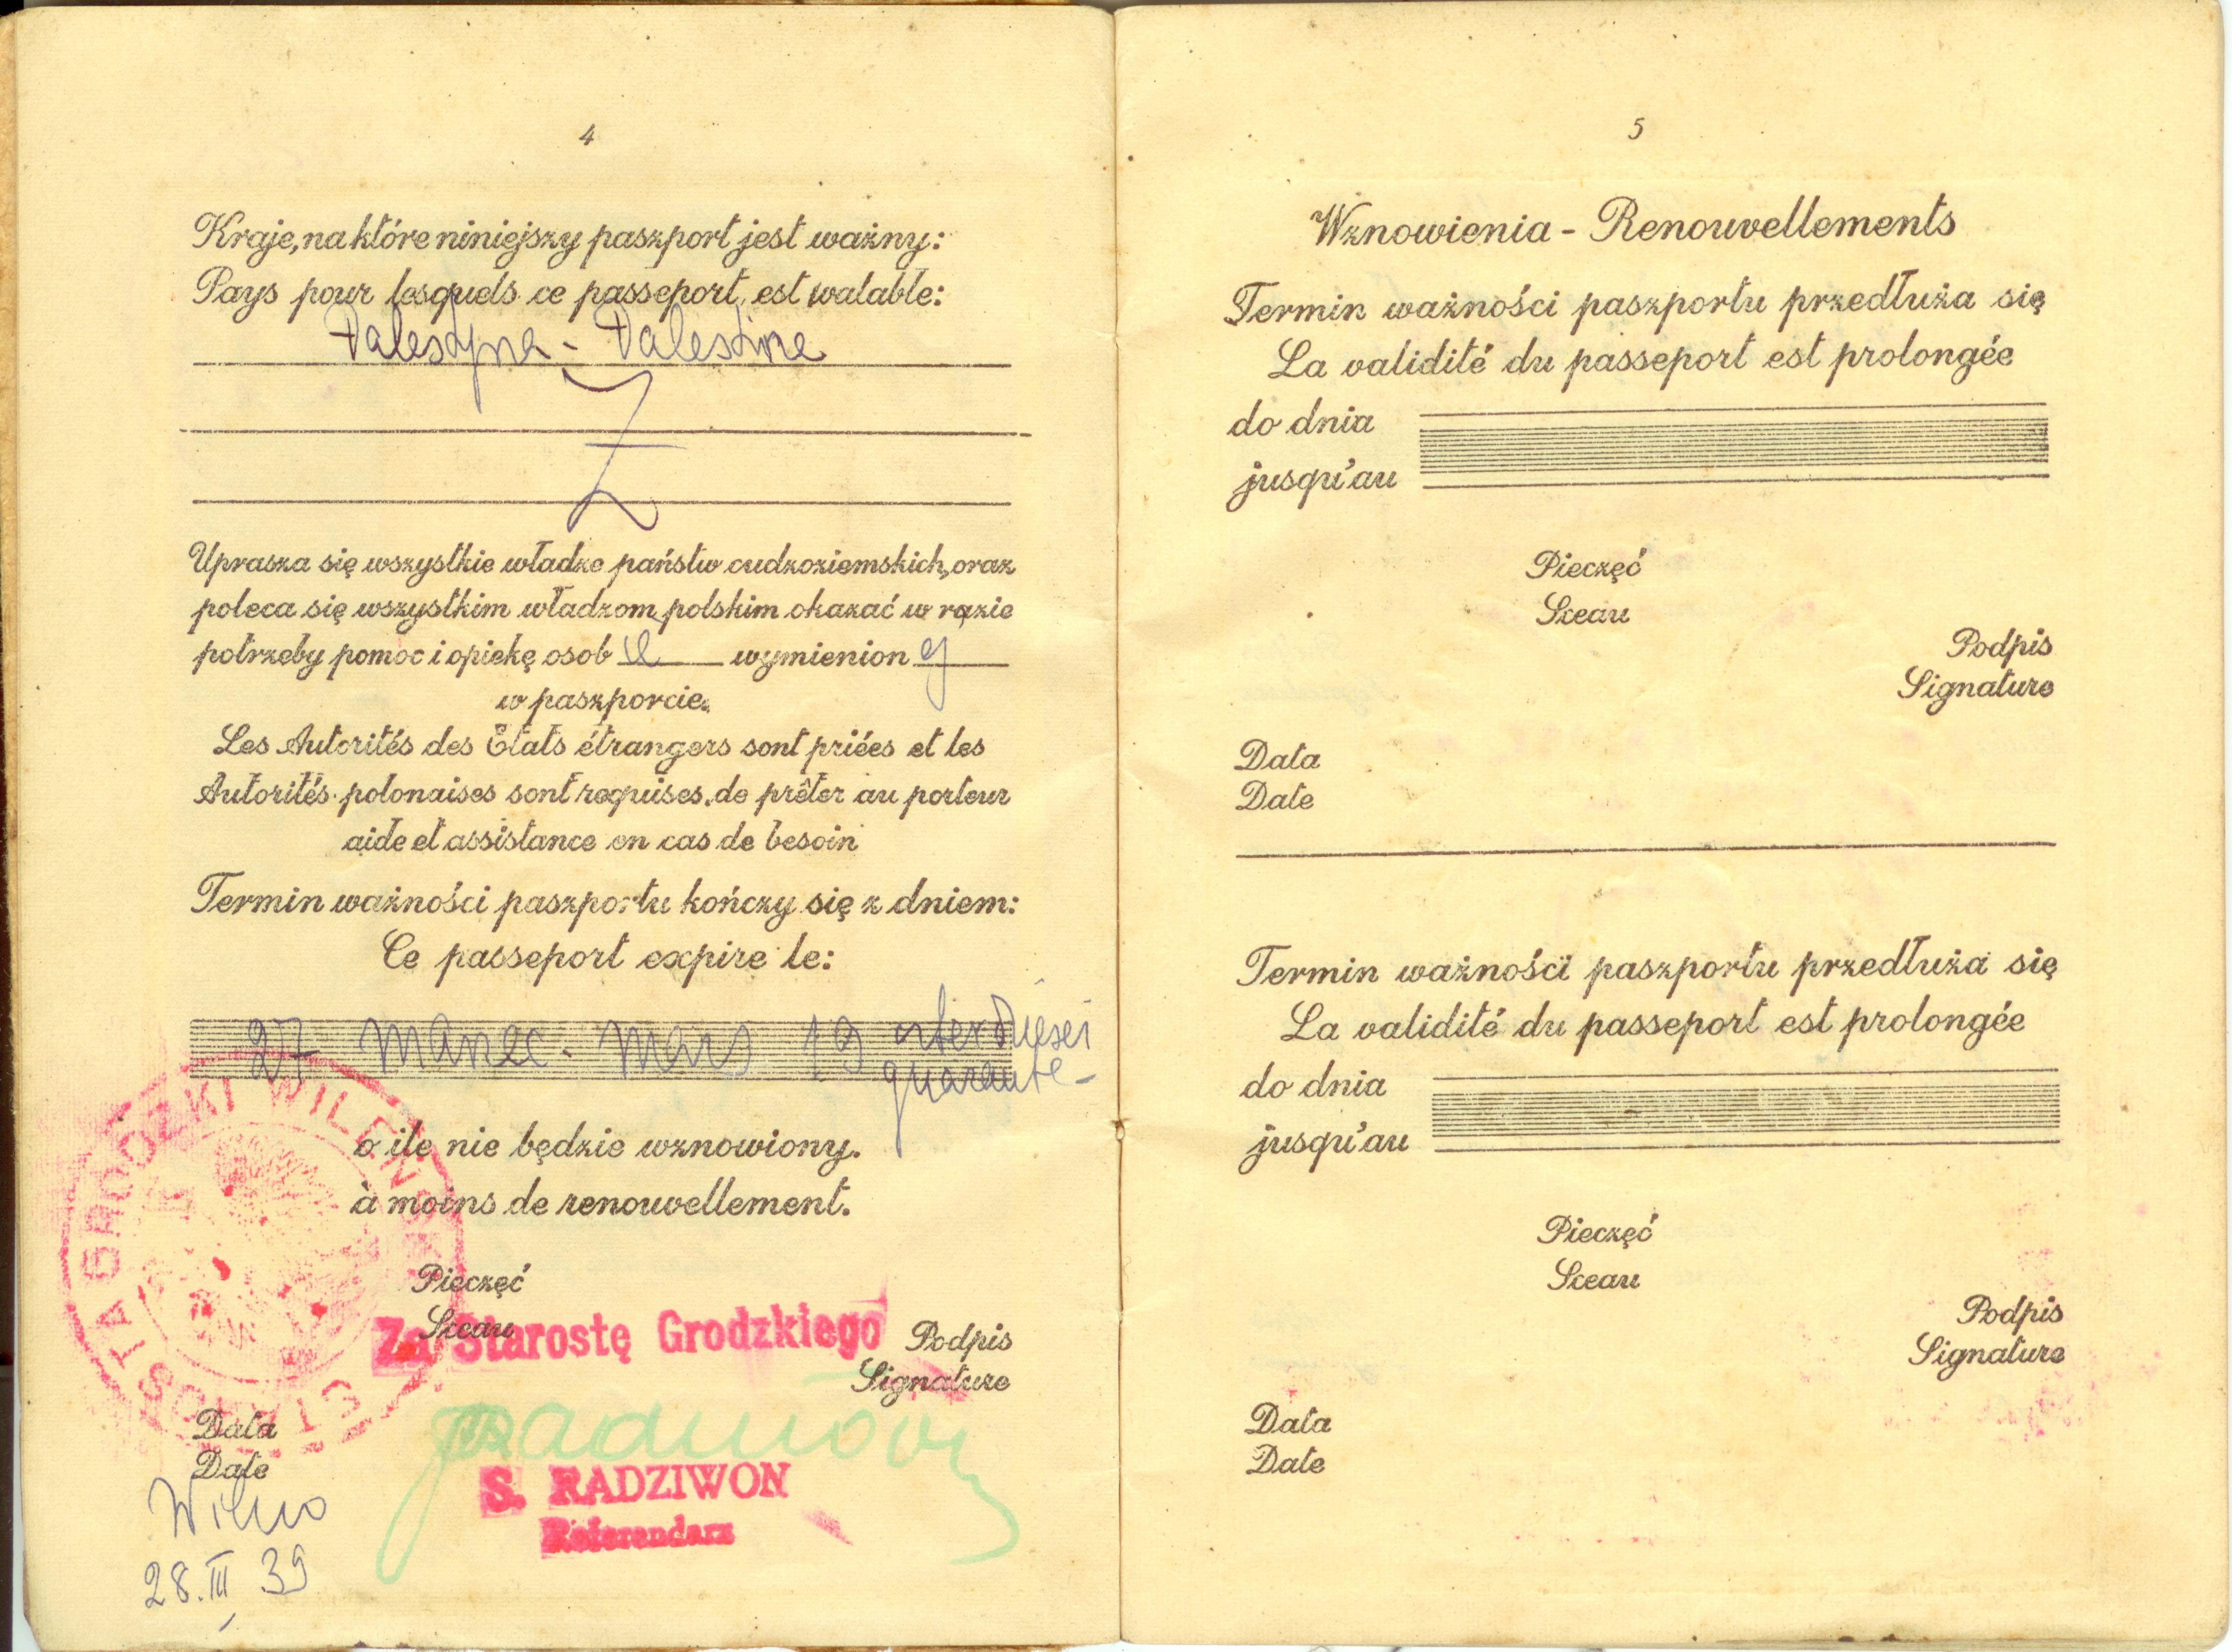 4
Kraje, na które niniejszy paszport jest ważny:
Pays pour lesquels ce passeport est walable:
Palestyna - Palestine
Uprasza się wszystkie władze państw cudzoziemskich, oraz
poleca się wszystkim władzom polskim okazać w razie
potrzeby pomoc i opiekę osob ie wymienion ej
w paszporcie.
Les Autorités des États étrangers sont priées et les
Autorités polonaises sont requises, de prêter au porteur
aide et assistance en cas de besoin
Termin ważności paszportu kończy się z dniem:
Ce passeport expire le:
27 marzec - mars 19 czterdzieści
quarante -
o ile nie będzie wznowiony.
à moins de renouvellement.
STAROSTA GRODZKI WILEŃSKI
Pieczęć
Sceau
Za Starostę Grodzkiego
Podpis
Signature
Data
Date
S. RADZIWON
Referendarz
Wilno
28.III 39
5
Wznowienia - Renouvellements
Termin ważności paszportu przedłuża się
La validité du passeport est prolongée
do dnia
jusqu'au
Pieczęć
Sceau
Podpis
Signature
Data
Date
Termin ważności paszportu przedłuża się
La validité du passeport est prolongée
do dnia
jusqu'au
Pieczęć
Sceau
Podpis
Signature
Data
Date